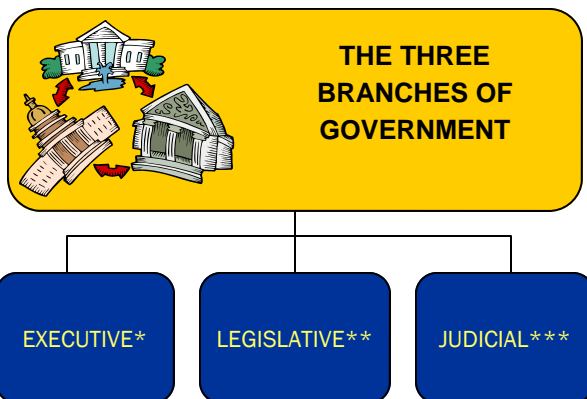 THE THREE
BRANCHES OF
GOVERNMENT
EXECUTIVE*
LEGISLATIVE**
JUDICIAL***